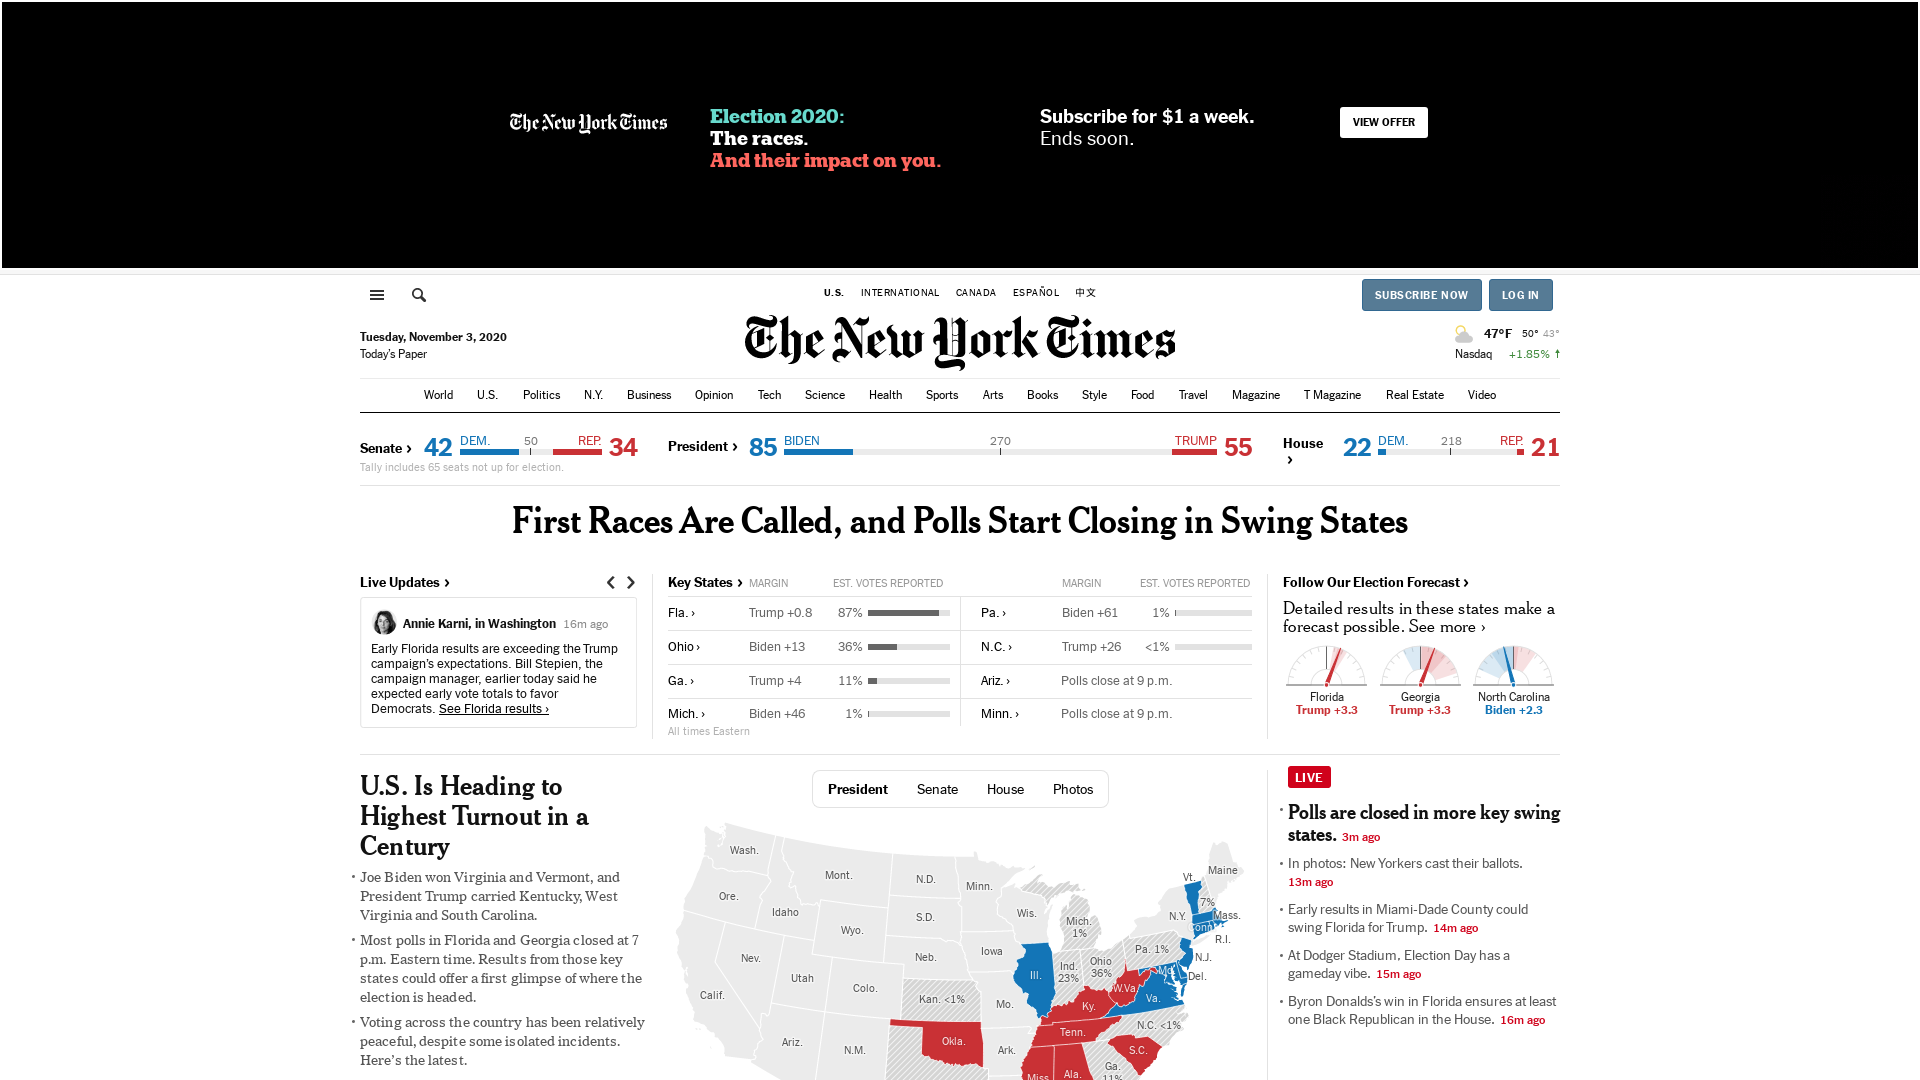 The New York Times
Election 2020:
The races.
And their impact on you.
Subscribe for $1 a week.
Ends soon.
VIEW OFFER
U.S. INTERNATIONAL CANADA ESPAÑOL 中文
SUBSCRIBE NOW LOG IN
Tuesday, November 3, 2020
Today's Paper
The New York Times
47°F 50° 43°
Nasdaq +1.85% ↑
World U.S. Politics N.Y. Business Opinion Tech Science Health Sports Arts Books Style Food Travel Magazine T Magazine Real Estate Video
Senate › 42 DEM. 50 REP. 34
Tally includes 65 seats not up for election.
President › 85 BIDEN 270 TRUMP 55
House › 22 DEM. 218 REP. 21
First Races Are Called, and Polls Start Closing in Swing States
Live Updates ›
Annie Karni, in Washington 16m ago
Early Florida results are exceeding the Trump
campaign's expectations. Bill Stepien, the
campaign manager, earlier today said he
expected early vote totals to favor
Democrats. See Florida results ›
Key States › MARGIN EST. VOTES REPORTED MARGIN EST. VOTES REPORTED
Fla. › Trump +0.8 87% Pa. › Biden +61 1%
Ohio › Biden +13 36% N.C. › Trump +26 <1%
Ga. › Trump +4 11% Ariz. › Polls close at 9 p.m.
Mich. › Biden +46 1% Minn. › Polls close at 9 p.m.
All times Eastern
Follow Our Election Forecast ›
Detailed results in these states make a
forecast possible. See more ›
Florida Georgia North Carolina
Trump +3.3 Trump +3.3 Biden +2.3
U.S. Is Heading to
Highest Turnout in a
Century
• Joe Biden won Virginia and Vermont, and
President Trump carried Kentucky, West
Virginia and South Carolina.
• Most polls in Florida and Georgia closed at 7
p.m. Eastern time. Results from those key
states could offer a first glimpse of where the
election is headed.
• Voting across the country has been relatively
peaceful, despite some isolated incidents.
Here's the latest.
President Senate House Photos
Wash.
Mont.
N.D.
Minn.
Vt.
Maine
Ore.
Idaho
S.D.
Wis.
Mich.
1%
7%
N.Y.
Mass.
Conn.
R.I.
Wyo.
Iowa
Pa. 1%
N.J.
Nev.
Utah
Neb.
Ill.
Ind.
23%
Ohio
36%
Md.
Del.
Calif.
Colo.
Kan. <1%
Mo.
W.Va.
Va.
Ky.
Ariz.
N.M.
Okla.
Ark.
Tenn.
N.C. <1%
S.C.
Miss.
Ala.
Ga.
11%
LIVE
• Polls are closed in more key swing
states. 3m ago
• In photos: New Yorkers cast their ballots.
13m ago
• Early results in Miami-Dade County could
swing Florida for Trump. 14m ago
• At Dodger Stadium, Election Day has a
gameday vibe. 15m ago
• Byron Donalds's win in Florida ensures at least
one Black Republican in the House. 16m ago